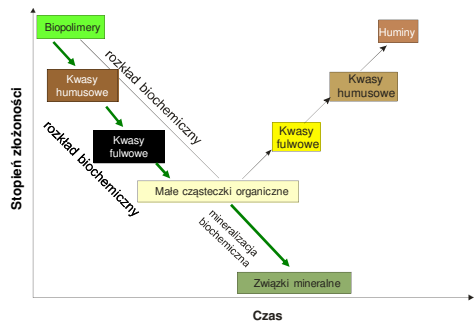 Biopolimery
Huminy
rozkład biochemiczny
Kwasy
humusowe
Kwasy
humusowe
Kwasy
fulwowe
Kwasy
fulwowe
rozkład biochemiczny
Małe cząsteczki organiczne
mineralizacja
biochemiczna
Związki mineralne
Stopień złożoności
Czas